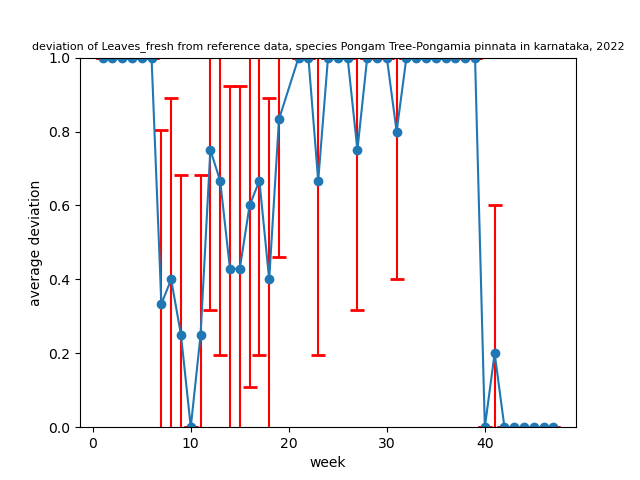 deviation of Leaves_fresh from reference data, species Pongam Tree-Pongamia pinnata in karnataka, 2022
1.0
0.8
0.6
0.4
0.2
0.0
average deviation
0 10 20 30 40
week